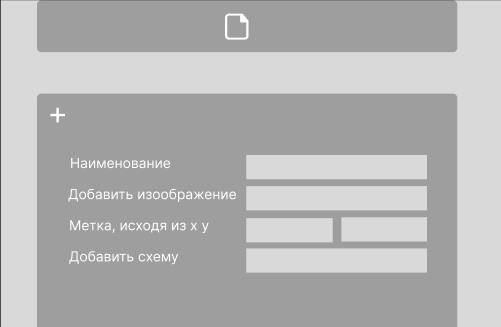 Наименование
Добавить изоображение
Метка, исходя из x y
Добавить схему